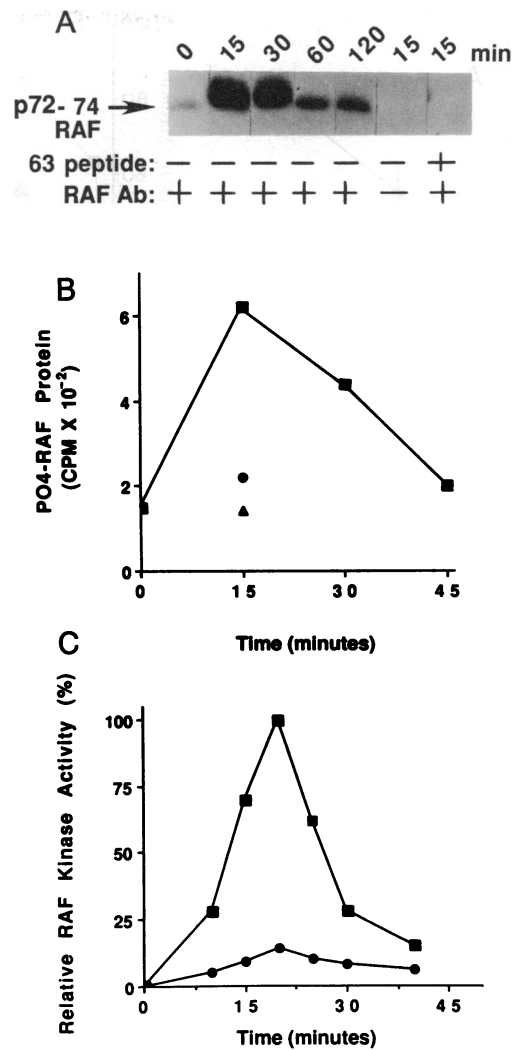 A
0 15 30 60 120 15 15 min
p72-74
RAF
63 peptide: – – – – – – +
RAF Ab: + + + + + – +
B
PO4-RAF Protein
(CPM X 10⁻²)
6
4
2
0
0 15 30 45
Time (minutes)
C
Relative RAF Kinase Activity (%)
100
75
50
25
0
0 15 30 45
Time (minutes)